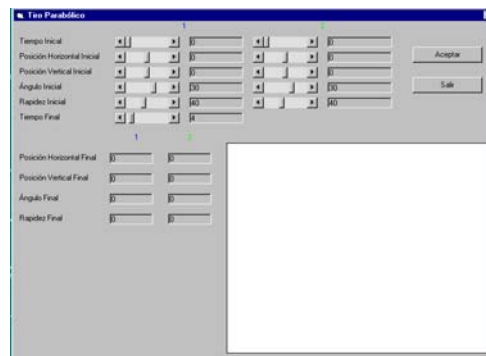 Tiro Parabólico
1 2
Tiempo Inicial 0 0
Posición Horizontal Inicial 0 0 Aceptar
Posición Vertical Inicial 0 0
Ángulo Inicial 30 30 Salir
Rapidez Inicial 40 40
Tiempo Final 4
1 2
Posición Horizontal Final 0 0
Posición Vertical Final 0 0
Ángulo Final 0 0
Rapidez Final 0 0